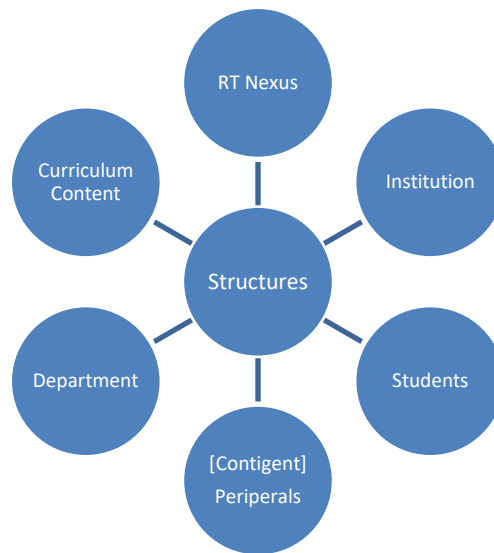 RT Nexus
Curriculum
Content
Institution
Structures
Department
Students
[Contigent]
Periperals